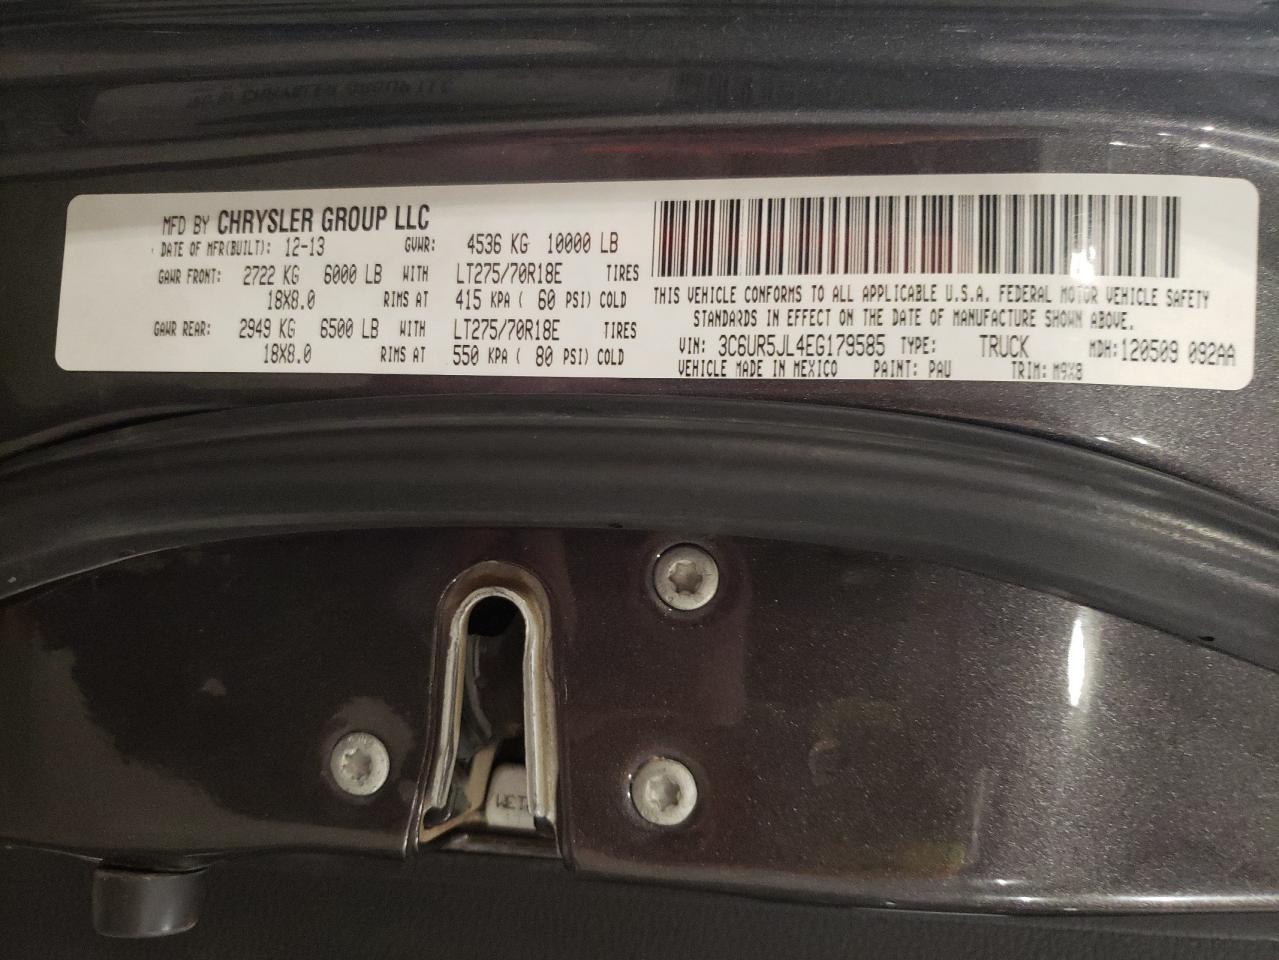 MFD BY CHRYSLER GROUP LLC
DATE OF MFR(BUILT): 12-13 GVWR: 4536 KG 10000 LB
GAWR FRONT: 2722 KG 6000 LB WITH LT275/70R18E TIRES
18X8.0 RIMS AT 415 KPA ( 60 PSI) COLD
GAWR REAR: 2949 KG 6500 LB WITH LT275/70R18E TIRES
18X8.0 RIMS AT 550 KPA ( 80 PSI) COLD
THIS VEHICLE CONFORMS TO ALL APPLICABLE U.S.A. FEDERAL MOTOR VEHICLE SAFETY
STANDARDS IN EFFECT ON THE DATE OF MANUFACTURE SHOWN ABOVE.
VIN: 3C6UR5JL4EG179585 TYPE: TRUCK MDH:120509 092AA
VEHICLE MADE IN MEXICO PAINT: PAU TRIM: M9X8